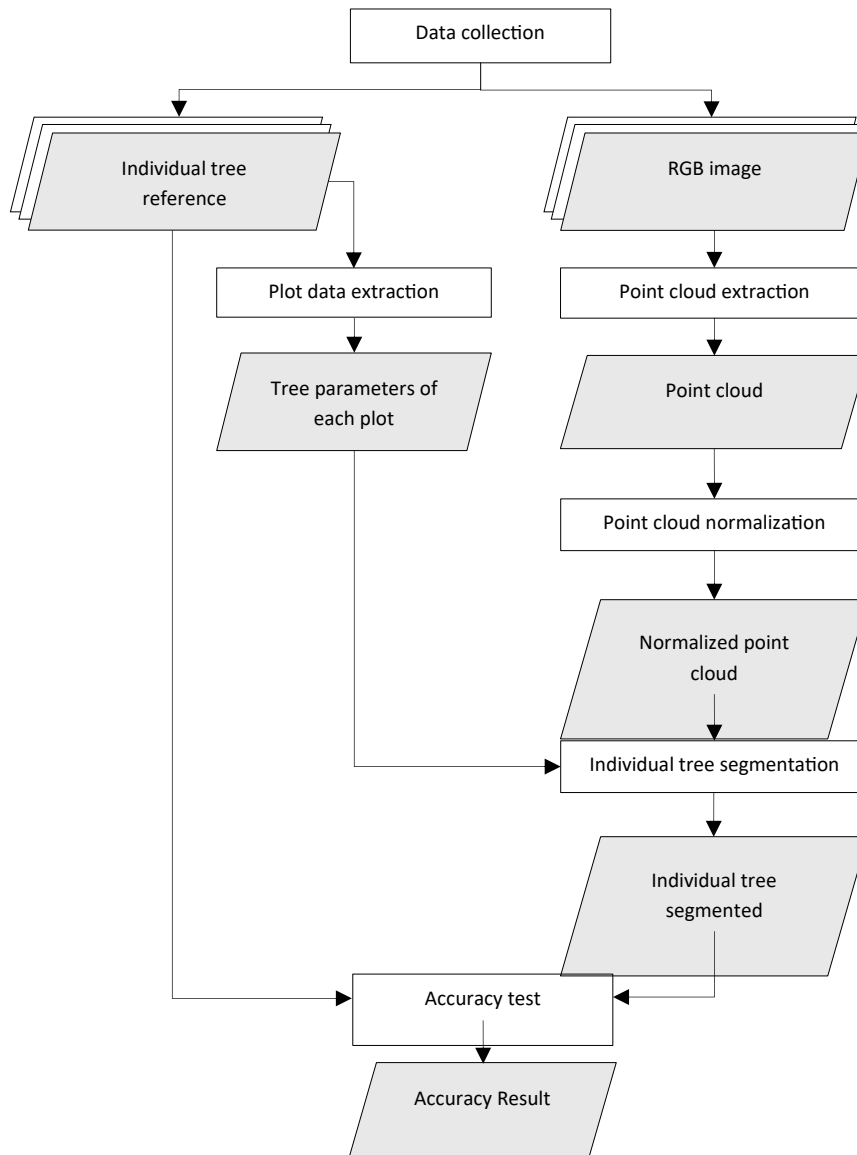 Data collection
Individual tree
reference
RGB image
Plot data extraction
Point cloud extraction
Tree parameters of
each plot
Point cloud
Point cloud normalization
Normalized point
cloud
Individual tree segmentation
Individual tree
segmented
Accuracy test
Accuracy Result